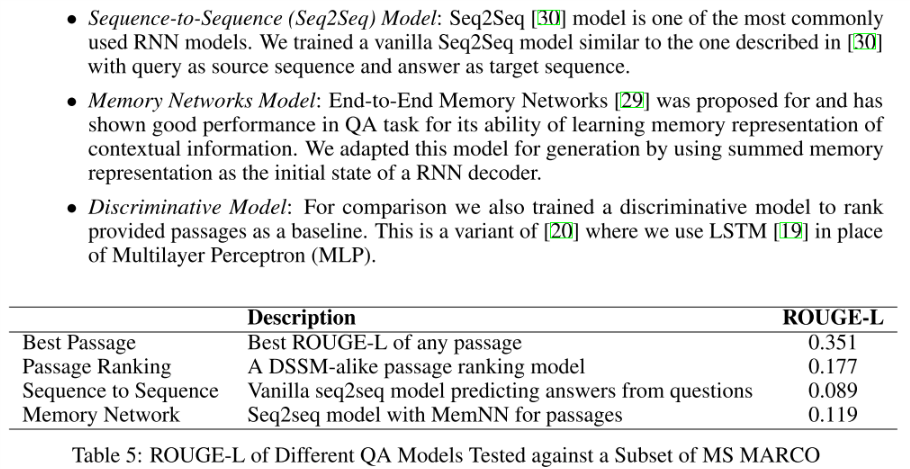 • Sequence-to-Sequence (Seq2Seq) Model: Seq2Seq [30] model is one of the most commonly
used RNN models. We trained a vanilla Seq2Seq model similar to the one described in [30]
with query as source sequence and answer as target sequence.
• Memory Networks Model: End-to-End Memory Networks [29] was proposed for and has
shown good performance in QA task for its ability of learning memory representation of
contextual information. We adapted this model for generation by using summed memory
representation as the initial state of a RNN decoder.
• Discriminative Model: For comparison we also trained a discriminative model to rank
provided passages as a baseline. This is a variant of [20] where we use LSTM [19] in place
of Multilayer Perceptron (MLP).
Description ROUGE-L
Best Passage Best ROUGE-L of any passage 0.351
Passage Ranking A DSSM-alike passage ranking model 0.177
Sequence to Sequence Vanilla seq2seq model predicting answers from questions 0.089
Memory Network Seq2seq model with MemNN for passages 0.119
Table 5: ROUGE-L of Different QA Models Tested against a Subset of MS MARCO